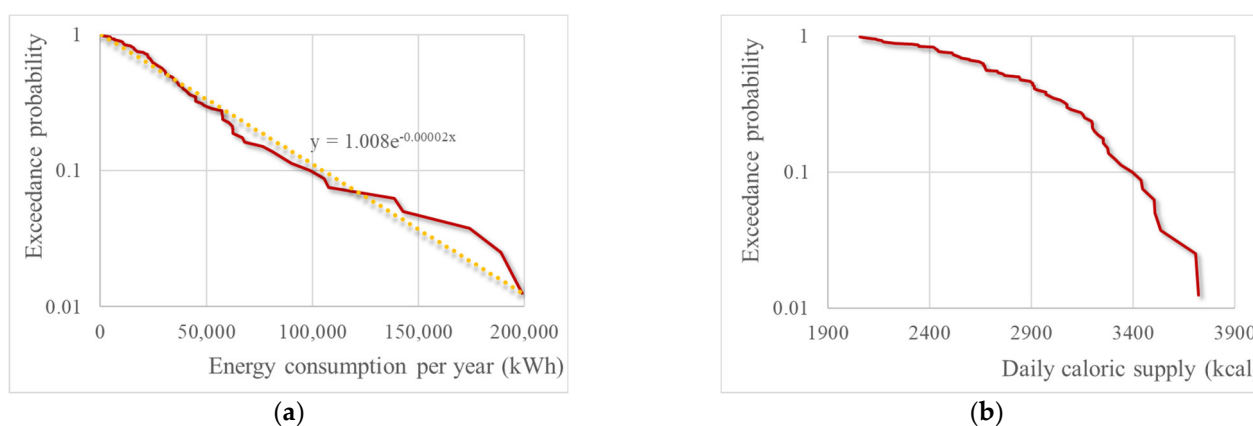 Exceedance probability
1
0.1
0.01
y = 1.008e^-0.00002x
0 50,000 100,000 150,000 200,000
Energy consumption per year (kWh)
(a)
Exceedance probability
1
0.1
0.01
1900 2400 2900 3400 3900
Daily caloric supply (kcal
(b)